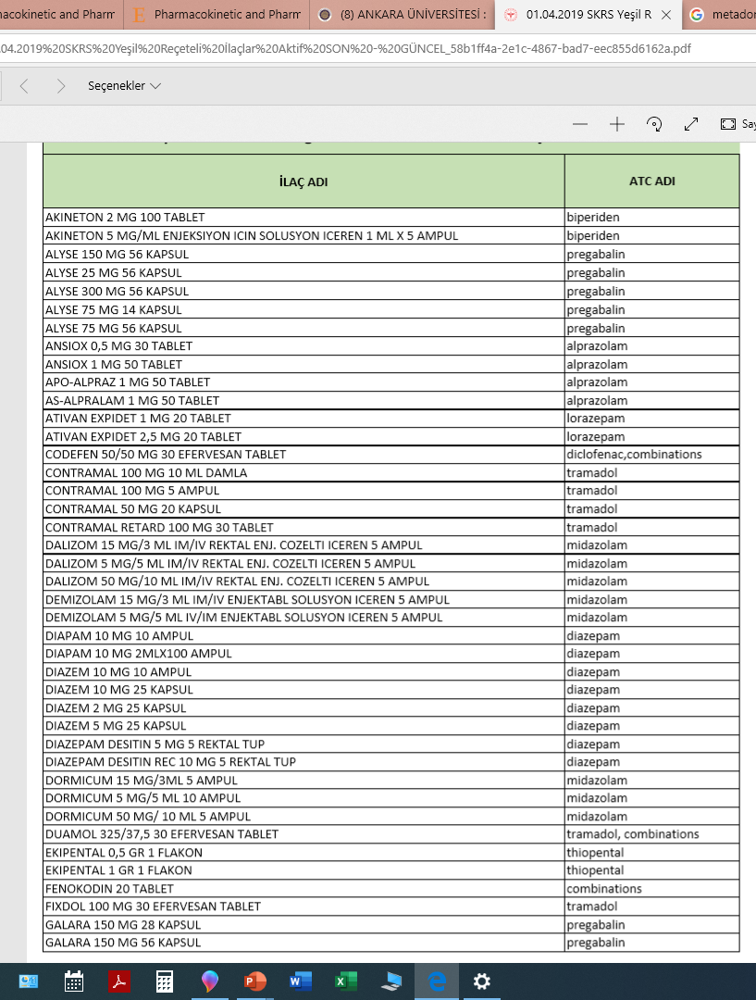 acokinetic and Pharm
Pharmacokinetic and Pharm
(8) ANKARA ÜNİVERSİTESİ :
01.04.2019 SKRS Yeşil R
metador
04.2019%20SKRS%20Yeşil%20Reçeteli%20İlaçlar%20Aktif%20SON%20-%20GÜNCEL_58b1ff4a-2e1c-4867-bad7-eec855d6162a.pdf
Seçenekler
Say
İLAÇ ADI ATC ADI
AKINETON 2 MG 100 TABLET biperiden
AKINETON 5 MG/ML ENJEKSIYON ICIN SOLUSYON ICEREN 1 ML X 5 AMPUL biperiden
ALYSE 150 MG 56 KAPSUL pregabalin
ALYSE 25 MG 56 KAPSUL pregabalin
ALYSE 300 MG 56 KAPSUL pregabalin
ALYSE 75 MG 14 KAPSUL pregabalin
ALYSE 75 MG 56 KAPSUL pregabalin
ANSIOX 0,5 MG 30 TABLET alprazolam
ANSIOX 1 MG 50 TABLET alprazolam
APO-ALPRAZ 1 MG 50 TABLET alprazolam
AS-ALPRALAM 1 MG 50 TABLET alprazolam
ATIVAN EXPIDET 1 MG 20 TABLET lorazepam
ATIVAN EXPIDET 2,5 MG 20 TABLET lorazepam
CODEFEN 50/50 MG 30 EFERVESAN TABLET diclofenac,combinations
CONTRAMAL 100 MG 10 ML DAMLA tramadol
CONTRAMAL 100 MG 5 AMPUL tramadol
CONTRAMAL 50 MG 20 KAPSUL tramadol
CONTRAMAL RETARD 100 MG 30 TABLET tramadol
DALIZOM 15 MG/3 ML IM/IV REKTAL ENJ. COZELTI ICEREN 5 AMPUL midazolam
DALIZOM 5 MG/5 ML IM/IV REKTAL ENJ. COZELTI ICEREN 5 AMPUL midazolam
DALIZOM 50 MG/10 ML IM/IV REKTAL ENJ. COZELTI ICEREN 5 AMPUL midazolam
DEMIZOLAM 15 MG/3 ML IM/IV ENJEKTABL SOLUSYON ICEREN 5 AMPUL midazolam
DEMIZOLAM 5 MG/5 ML IV/IM ENJEKTABL SOLUSYON ICEREN 5 AMPUL midazolam
DIAPAM 10 MG 10 AMPUL diazepam
DIAPAM 10 MG 2MLX100 AMPUL diazepam
DIAZEM 10 MG 10 AMPUL diazepam
DIAZEM 10 MG 25 KAPSUL diazepam
DIAZEM 2 MG 25 KAPSUL diazepam
DIAZEM 5 MG 25 KAPSUL diazepam
DIAZEPAM DESITIN 5 MG 5 REKTAL TUP diazepam
DIAZEPAM DESITIN REC 10 MG 5 REKTAL TUP diazepam
DORMICUM 15 MG/3ML 5 AMPUL midazolam
DORMICUM 5 MG/5 ML 10 AMPUL midazolam
DORMICUM 50 MG/ 10 ML 5 AMPUL midazolam
DUAMOL 325/37,5 30 EFERVESAN TABLET tramadol, combinations
EKIPENTAL 0,5 GR 1 FLAKON thiopental
EKIPENTAL 1 GR 1 FLAKON thiopental
FENOKODIN 20 TABLET combinations
FIXDOL 100 MG 30 EFERVESAN TABLET tramadol
GALARA 150 MG 28 KAPSUL pregabalin
GALARA 150 MG 56 KAPSUL pregabalin